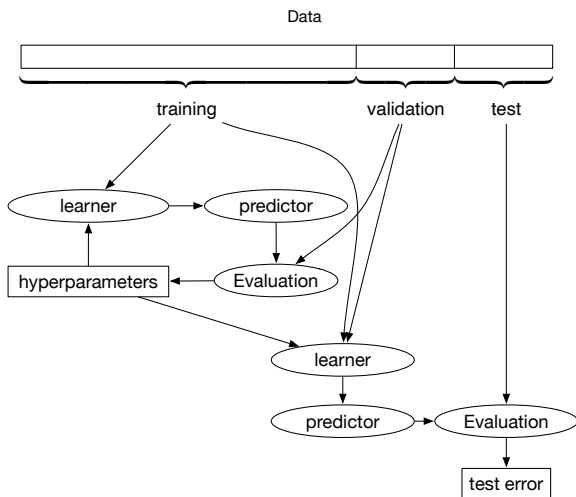 Data
training validation test
learner predictor
hyperparameters Evaluation
learner
predictor Evaluation
test error